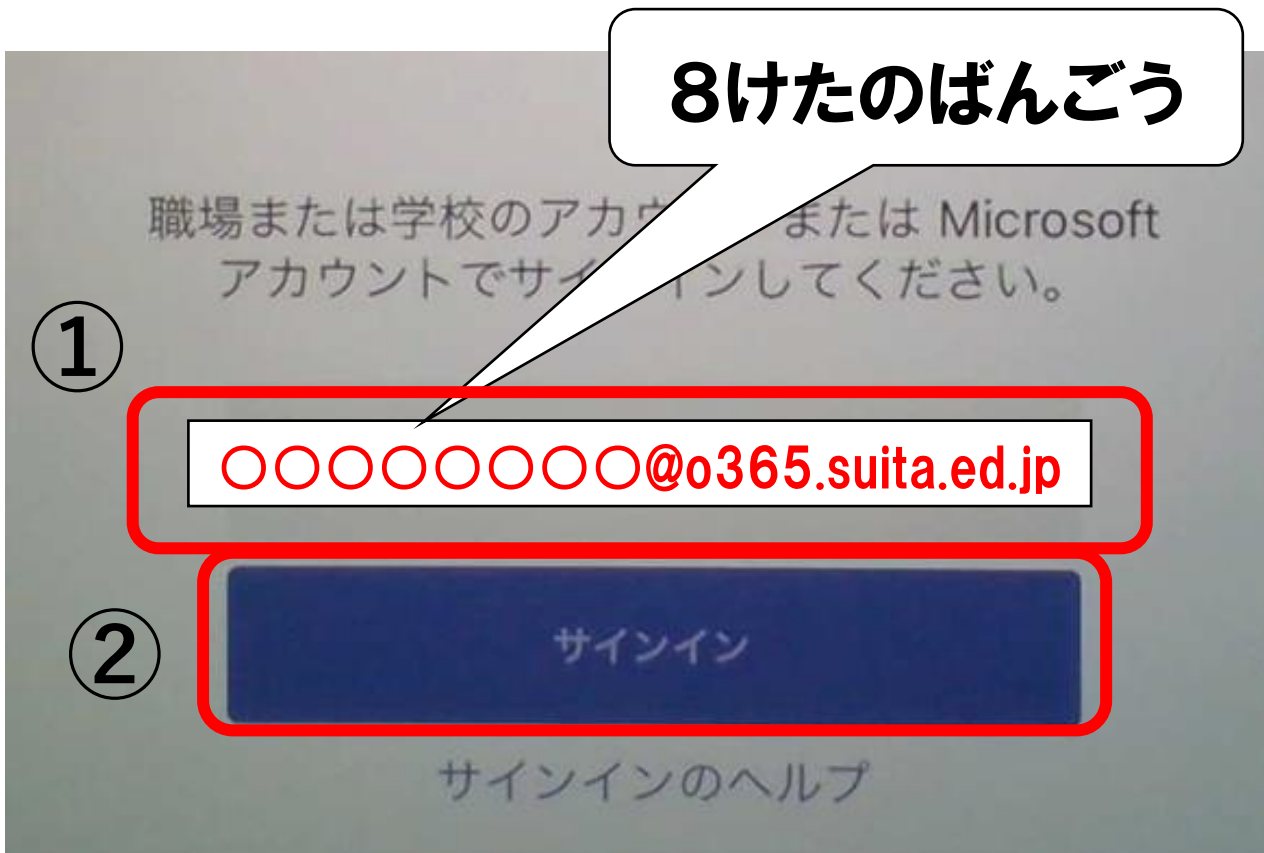 8けたのばんごう
職場または学校のアカウ または Microsoft
アカウントでサインインしてください。
①
○○○○○○○○@o365.suita.ed.jp
②
サインイン
サインインのヘルプ